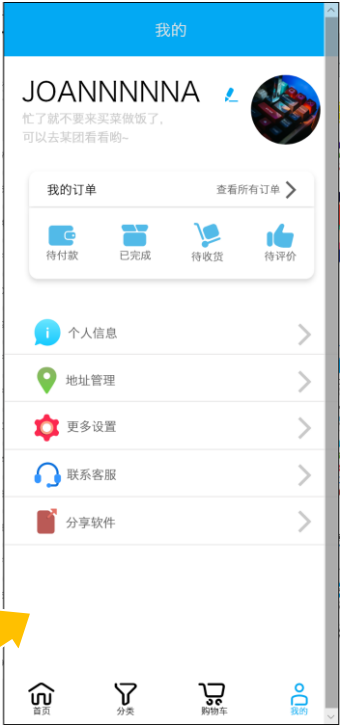 我的
JOANNNNNA
忙了就不要来买菜做饭了,
可以去某团看看哟~
我的订单
查看所有订单
待付款
已完成
待收货
待评价
个人信息
地址管理
更多设置
联系客服
分享软件
首页
分类
购物车
我的